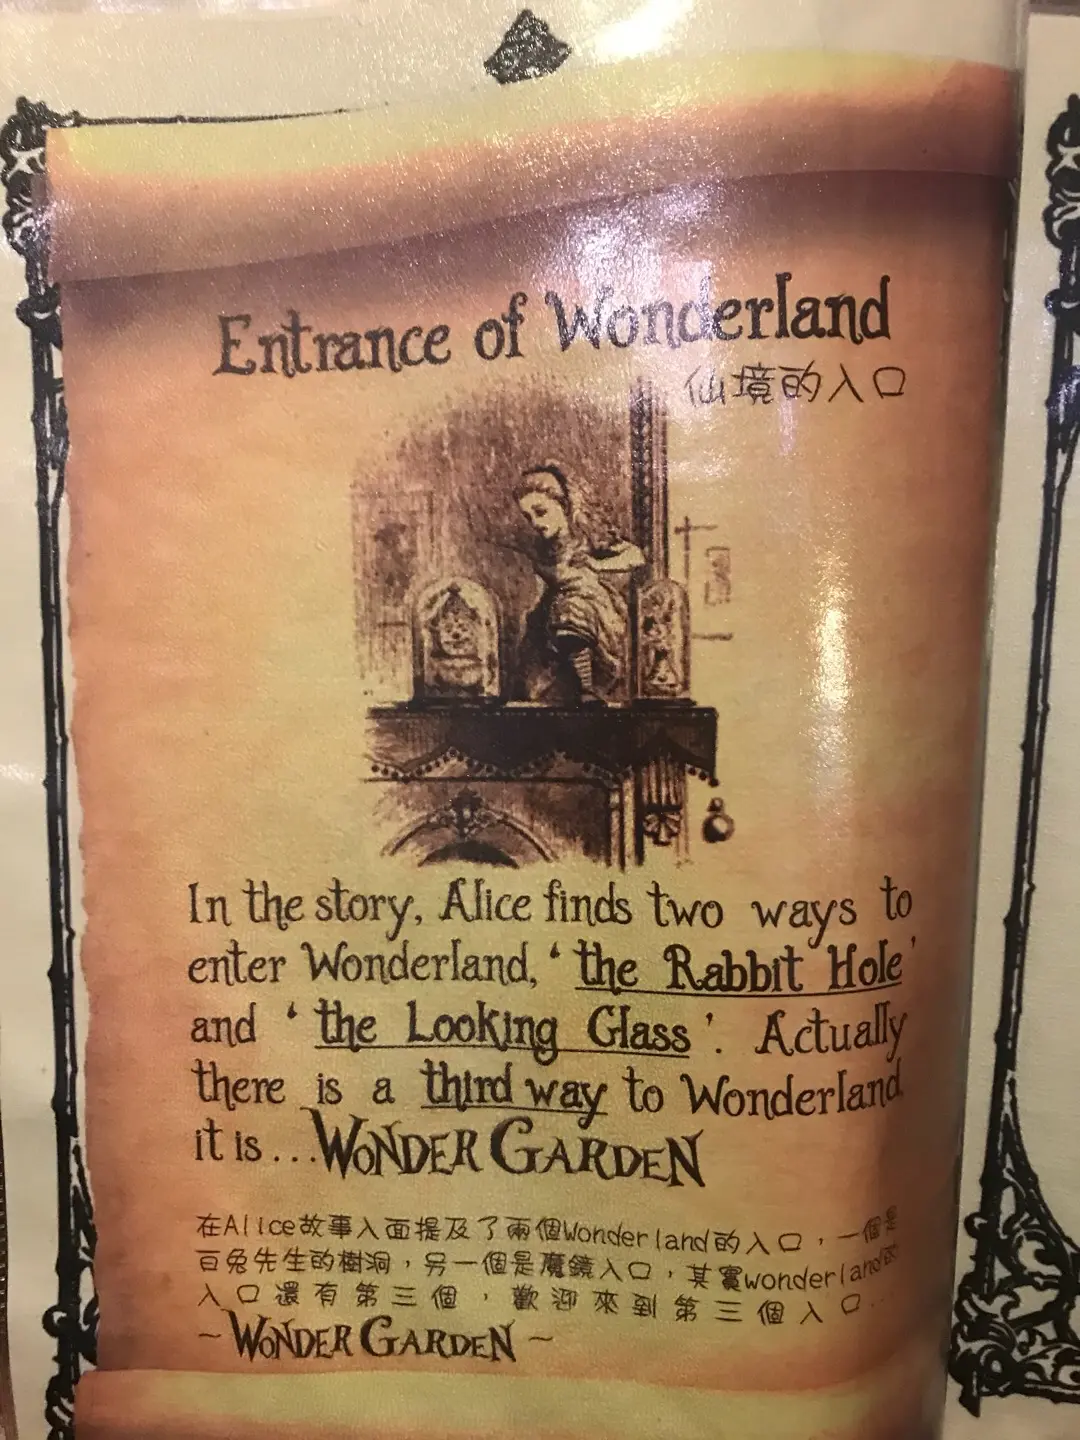 Entrance of Wonderland
仙境的入口
In the story, Alice finds two ways to
enter Wonderland, ‘the Rabbit Hole’
and ‘the Looking Glass’. Actually
there is a third way to Wonderland
it is...WONDER GARDEN
在Alice故事入面提及了兩個Wonderland的入口，一個是
百兔先生的樹洞，另一個是魔鏡入口，其實wonderland的
入口還有第三個，歡迎來到第三個入口...
~WONDER GARDEN~